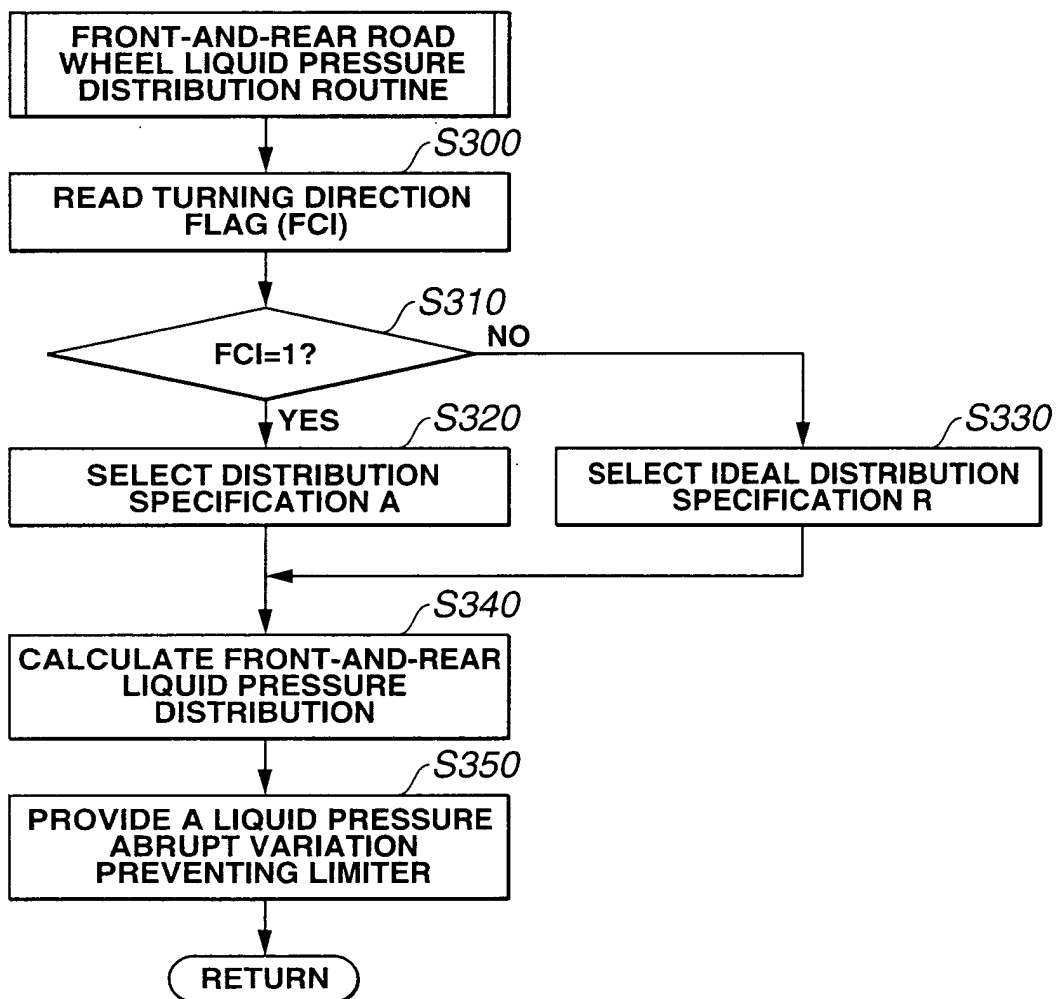 FRONT-AND-REAR ROAD
WHEEL LIQUID PRESSURE
DISTRIBUTION ROUTINE
S300
READ TURNING DIRECTION
FLAG (FCI)
S310
FCI=1?
NO
YES
S320
SELECT DISTRIBUTION
SPECIFICATION A
S330
SELECT IDEAL DISTRIBUTION
SPECIFICATION R
S340
CALCULATE FRONT-AND-REAR
LIQUID PRESSURE
DISTRIBUTION
S350
PROVIDE A LIQUID PRESSURE
ABRUPT VARIATION
PREVENTING LIMITER
RETURN